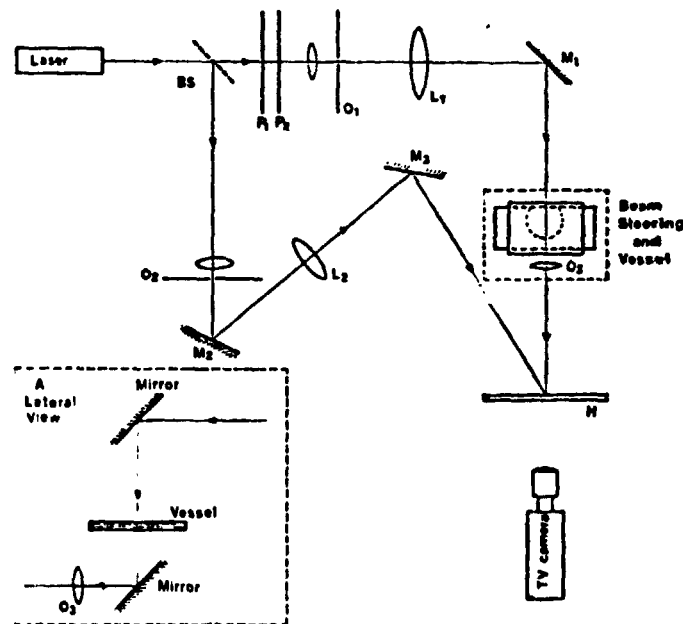 Laser
BS
P1 P2
O1
L1
M1
M3
Beam
Steering
and
Vessel
O3
O2
L2
M2
H
A
Lateral
View
Mirror
Vessel
O3
Mirror
TV camera